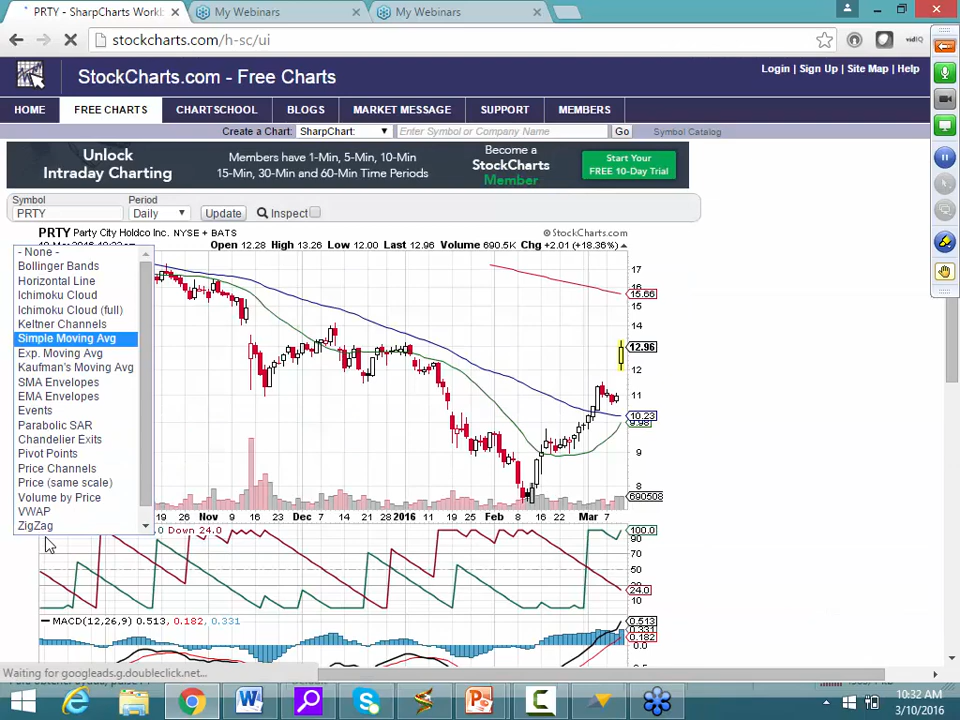 PRTY - SharpCharts Workb
My Webinars
My Webinars
stockcharts.com/h-sc/ui
vidIQ
StockCharts.com - Free Charts
Login | Sign Up | Site Map | Help
HOME FREE CHARTS CHARTSCHOOL BLOGS MARKET MESSAGE SUPPORT MEMBERS
Create a Chart: SharpChart: Enter Symbol or Company Name Go Symbol Catalog
Unlock
Intraday Charting
Members have 1-Min, 5-Min, 10-Min
15-Min, 30-Min and 60-Min Time Periods
Become a
StockCharts
Member
Start Your
FREE 10-Day Trial
Symbol Period
PRTY Daily Update Inspect
PRTY Party City Holdco Inc. NYSE + BATS © StockCharts.com
Open 12.28 High 13.26 Low 12.00 Last 12.96 Volume 690.5K Chg +2.01 (+18.36%)
- None -
Bollinger Bands
Horizontal Line
Ichimoku Cloud
Ichimoku Cloud (full)
Keltner Channels
Simple Moving Avg
Exp. Moving Avg
Kaufman's Moving Avg
SMA Envelopes
EMA Envelopes
Events
Parabolic SAR
Chandelier Exits
Pivot Points
Price Channels
Price (same scale)
Volume by Price
VWAP
ZigZag
17
15.66
15
14
12.96
12
11
10.23
9.98
9
8
690508
19 26 Nov 9 16 23 Dec 7 14 21 28 2016 11 19 25 Feb 8 16 22 Mar 7
.0 Down 24.0
100.0
90
70
50
24.0
10
MACD(12,26,9) 0.513, 0.182, 0.331
0.513
0.331
0.182
Waiting for googleads.g.doubleclick.net...
10:32 AM
3/10/2016